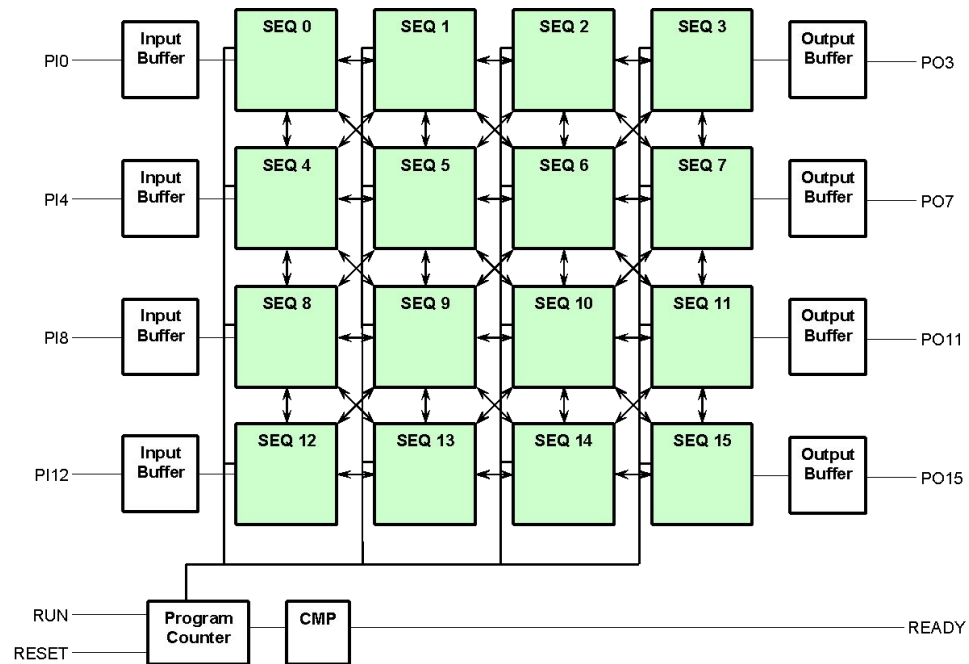 SEQ 0 SEQ 1 SEQ 2 SEQ 3
PI0 Input
Buffer
Output
Buffer PO3
SEQ 4 SEQ 5 SEQ 6 SEQ 7
PI4 Input
Buffer
Output
Buffer PO7
SEQ 8 SEQ 9 SEQ 10 SEQ 11
PI8 Input
Buffer
Output
Buffer PO11
SEQ 12 SEQ 13 SEQ 14 SEQ 15
PI12 Input
Buffer
Output
Buffer PO15
RUN
RESET
Program
Counter
CMP
READY